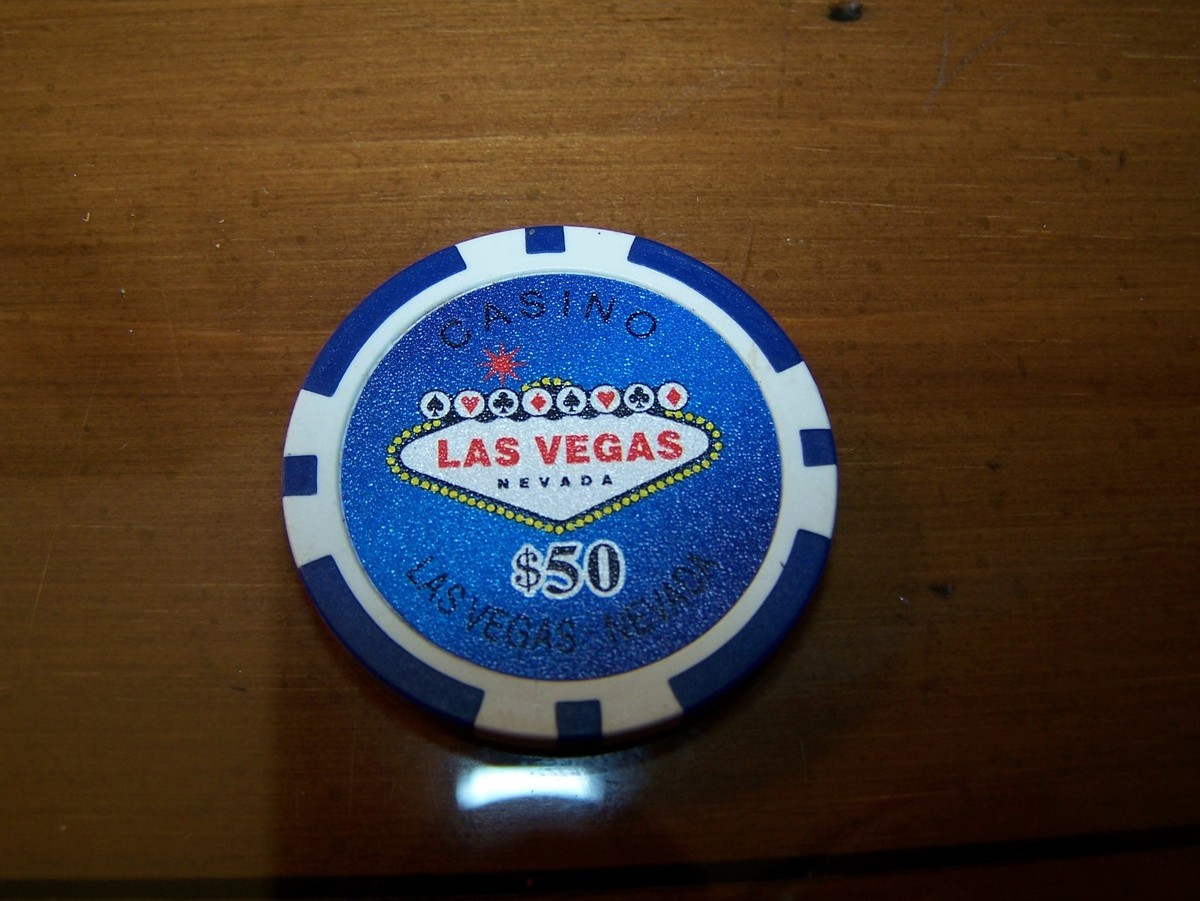 CASINO
LAS VEGAS
NEVADA
$50
LAS VEGAS NEVADA